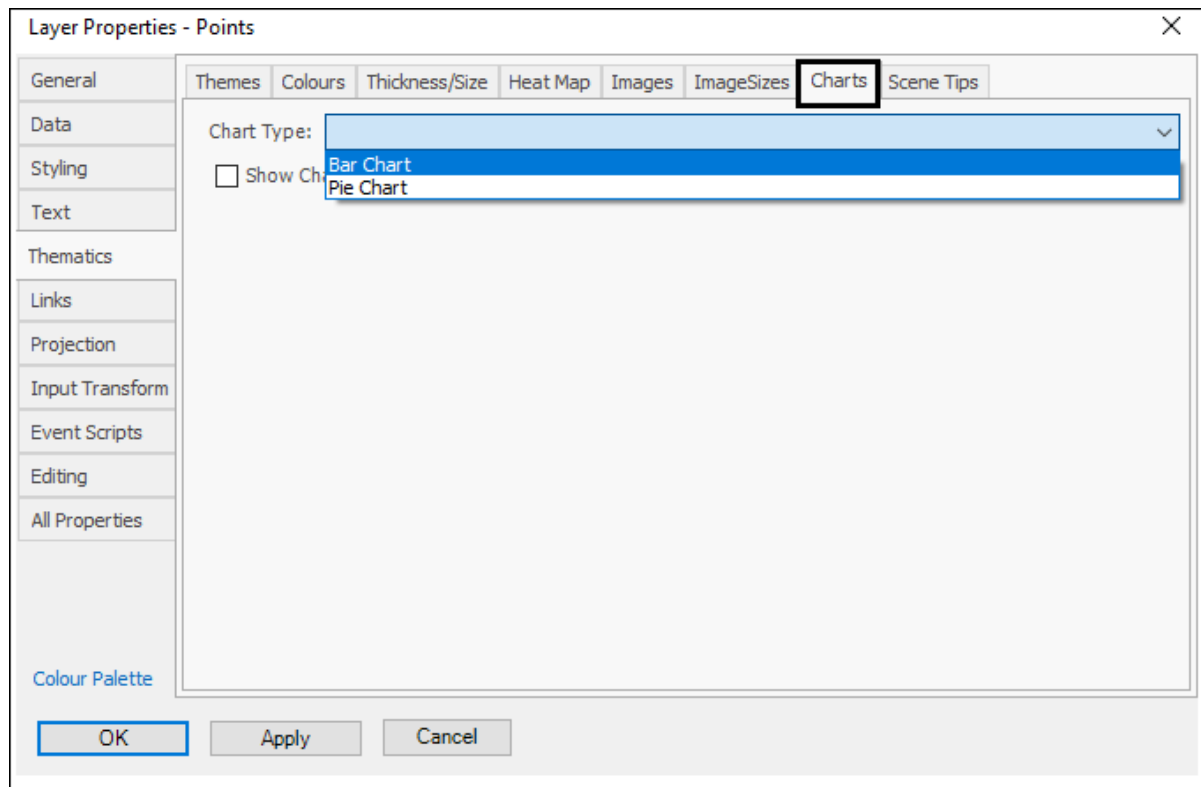 Layer Properties - Points
General
Data
Styling
Text
Thematics
Links
Projection
Input Transform
Event Scripts
Editing
All Properties
Colour Palette
Themes Colours Thickness/Size Heat Map Images ImageSizes Charts Scene Tips
Chart Type:
Bar Chart
Show
Pie Chart
OK Apply Cancel